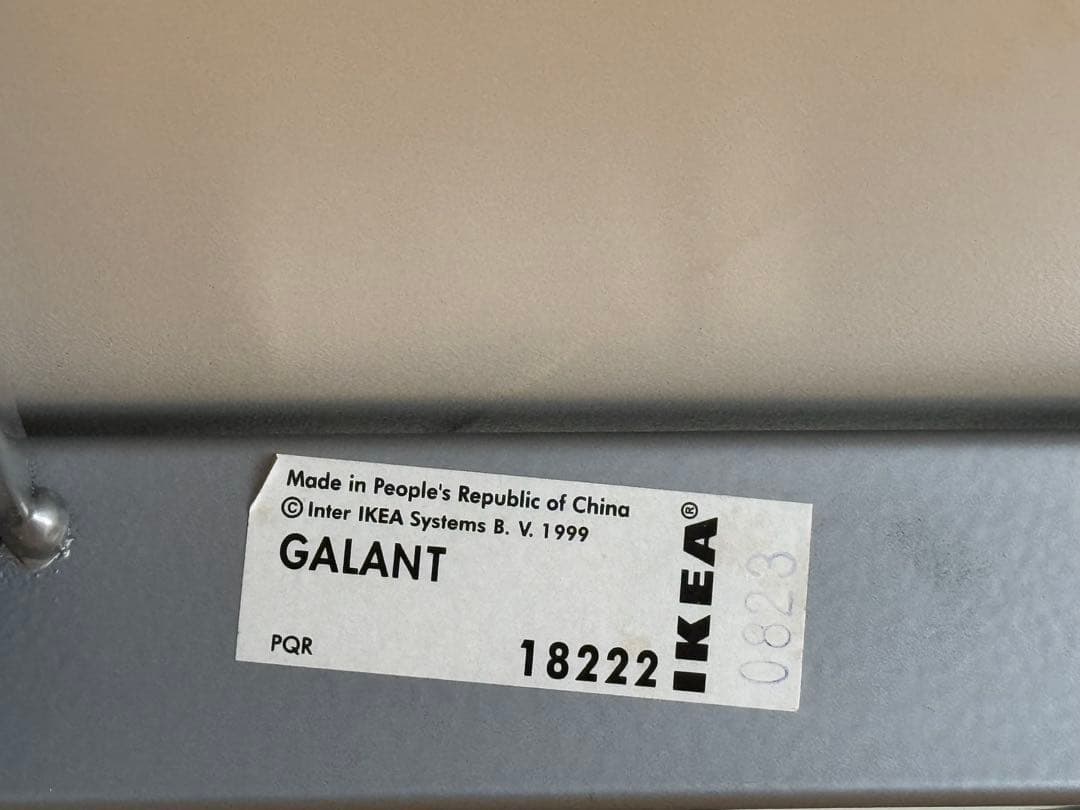 Made in People's Republic of China
© Inter IKEA Systems B. V. 1999
GALANT
PQR
18222
IKEA®
0823